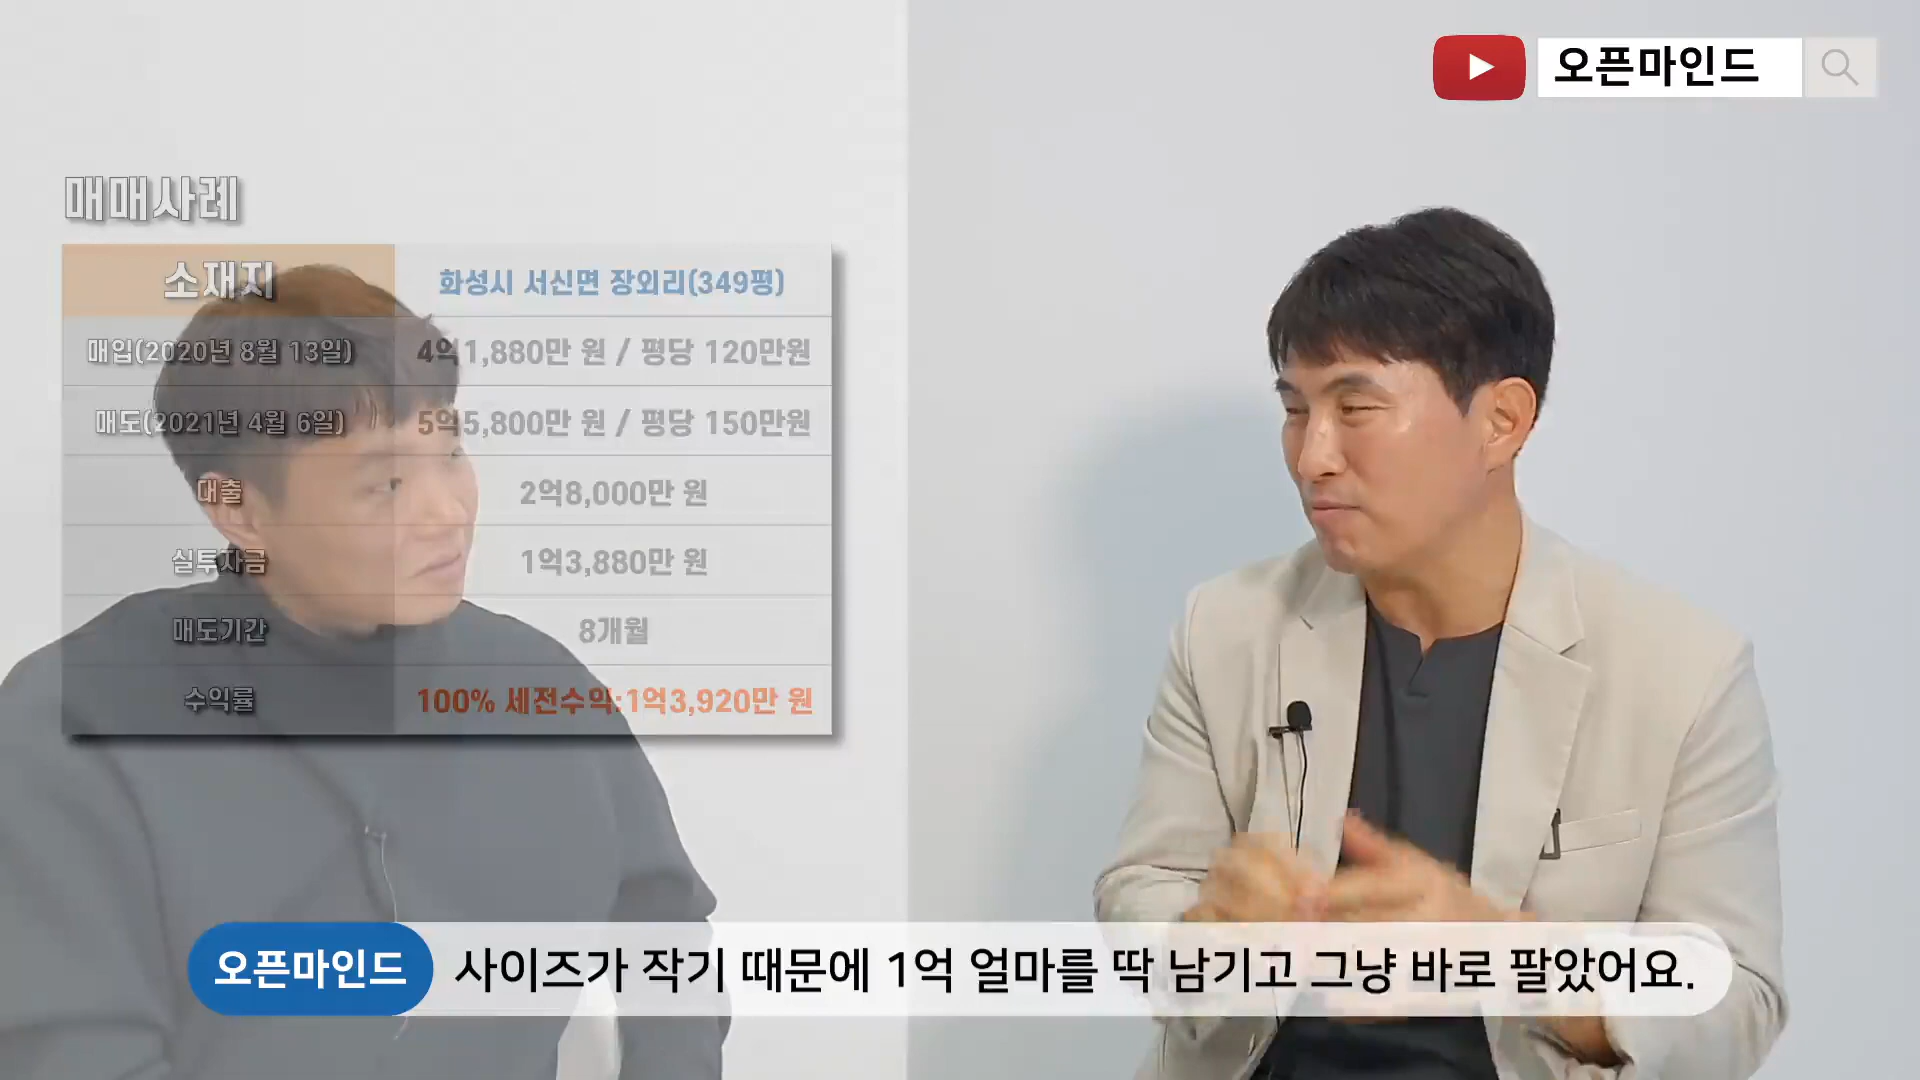 오픈마인드
매매사례
소재지 화성시 서신면 장외리(349평)
매입(2020년 8월 13일) 4억1,880만 원 / 평당 120만원
매도(2021년 4월 6일) 5억5,800만 원 / 평당 150만원
대출 2억8,000만 원
실투자금 1억3,880만 원
매도기간 8개월
수익률 100% 세전수익:1억3,920만 원
오픈마인드 사이즈가 작기 때문에 1억 얼마를 딱 남기고 그냥 바로 팔았어요.